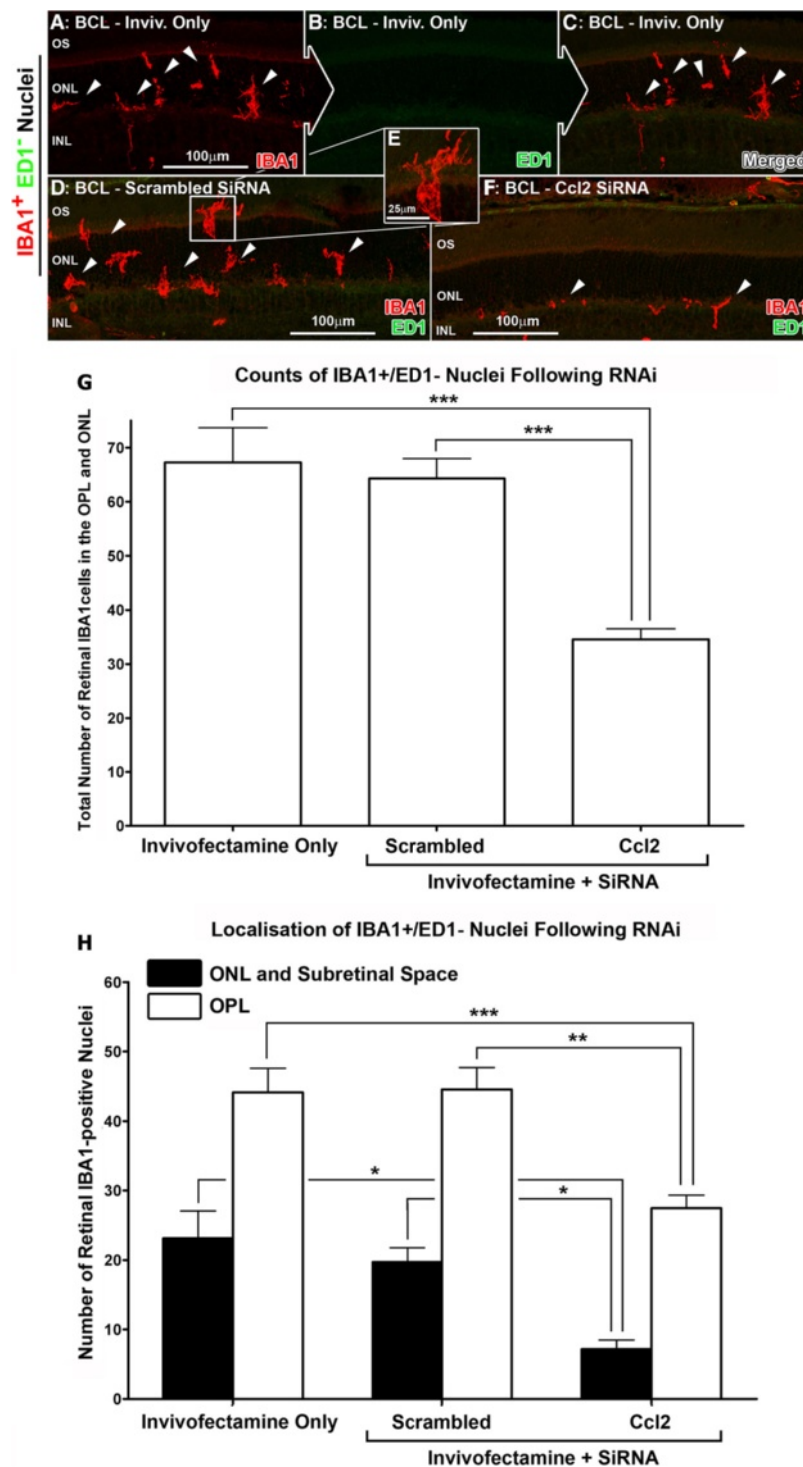 IBA1+ ED1- Nuclei
A: BCL - Inviv. Only
OS
ONL
INL
100μm
IBA1
B: BCL - Inviv. Only
ED1
C: BCL - Inviv. Only
Merged
D: BCL - Scrambled SiRNA
OS
ONL
INL
100μm
IBA1
ED1
E
25μm
F: BCL - Ccl2 SiRNA
OS
ONL
INL
100μm
IBA1
ED1
G
Counts of IBA1+/ED1- Nuclei Following RNAi
Total Number of Retinal IBA1cells in the OPL and ONL
***
***
70
60
50
40
30
20
10
0
Invivofectamine Only
Scrambled
Ccl2
Invivofectamine + SiRNA
H
Localisation of IBA1+/ED1- Nuclei Following RNAi
ONL and Subretinal Space
OPL
Number of Retinal IBA1-positive Nuclei
60
50
40
30
20
10
0
***
**
*
*
Invivofectamine Only
Scrambled
Ccl2
Invivofectamine + SiRNA